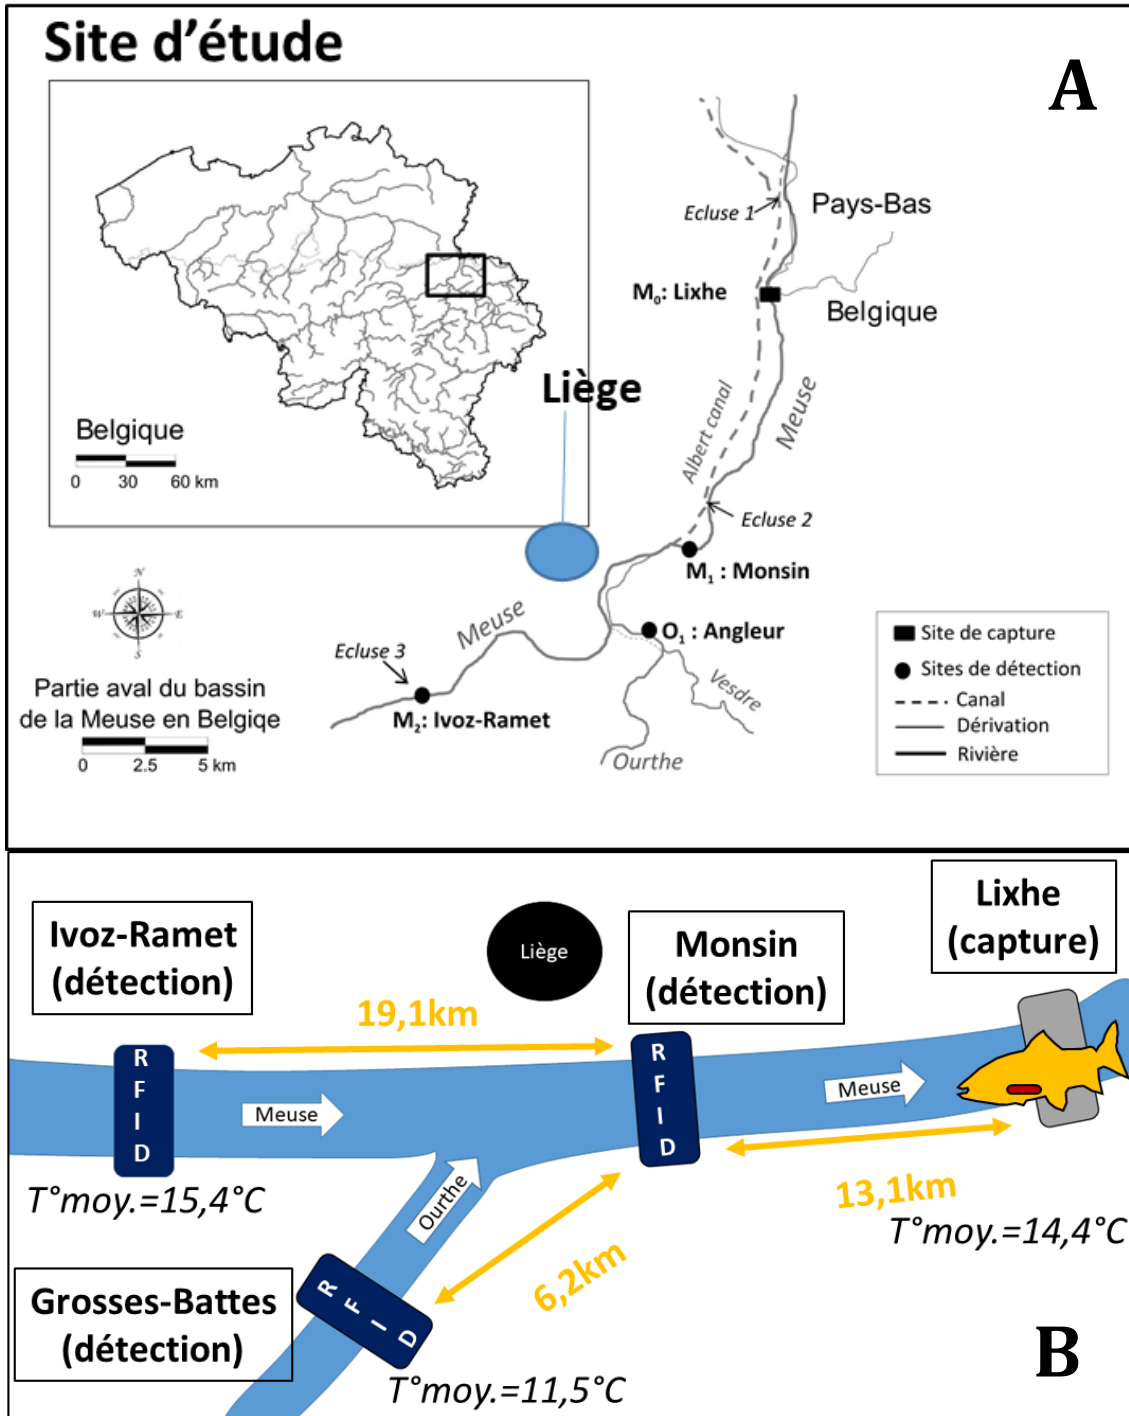 Site d'étude
A
Ecluse 1
Pays-Bas
M₀: Lixhe
Belgique
Liège
Albert canal
Meuse
Belgique
0 30 60 km
Ecluse 2
M₁ : Monsin
N
W E
S
Meuse
O₁ : Angleur
Ecluse 3
Vesdre
Partie aval du bassin
de la Meuse en Belgiqe
M₂: Ivoz-Ramet
0 2.5 5 km
Ourthe
Site de capture
Sites de détection
Canal
Dérivation
Rivière
Lixhe
(capture)
Ivoz-Ramet
(détection)
Liège
Monsin
(détection)
19,1km
RFID
RFID
Meuse
Meuse
T°moy.=15,4°C
Ourthe
13,1km
T°moy.=14,4°C
6,2km
Grosses-Battes
(détection)
RFID
T°moy.=11,5°C
B